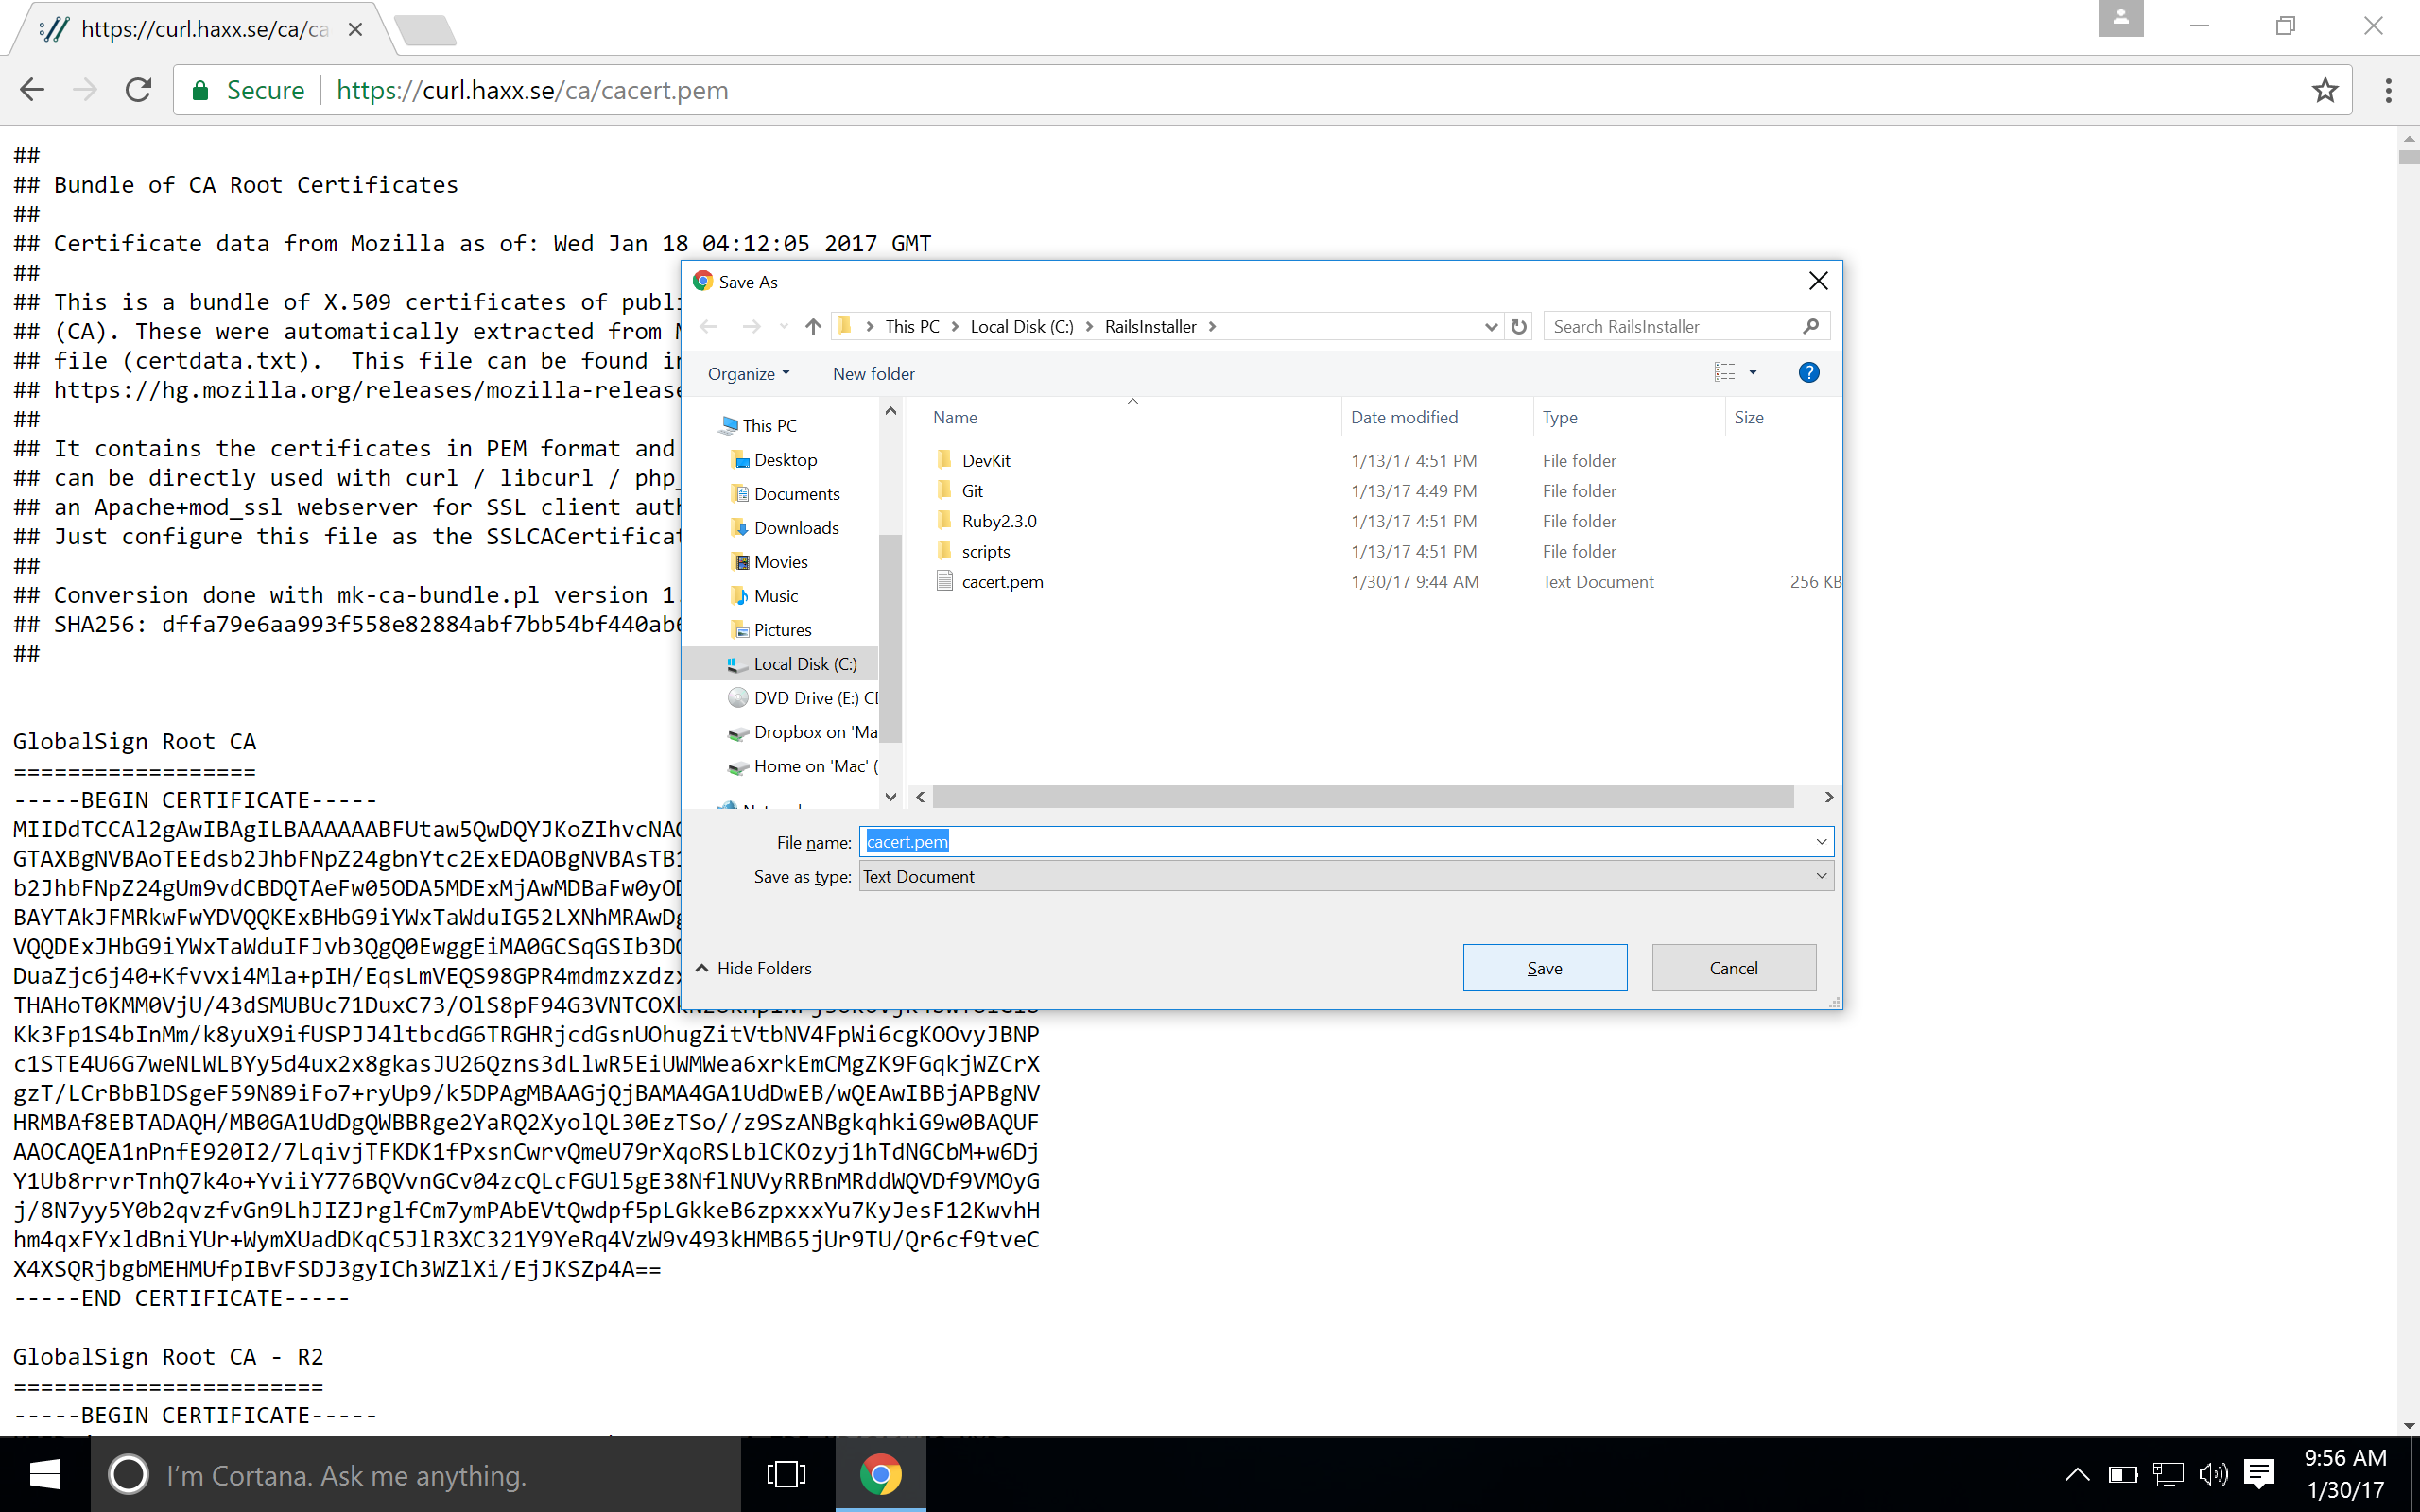 https://curl.haxx.se/ca/ca
Secure
https://curl.haxx.se/ca/cacert.pem
##
## Bundle of CA Root Certificates
##
## Certificate data from Mozilla as of: Wed Jan 18 04:12:05 2017 GMT
##
## This is a bundle of X.509 certificates of publi
## (CA). These were automatically extracted from M
## file (certdata.txt).  This file can be found in
## https://hg.mozilla.org/releases/mozilla-release
##
## It contains the certificates in PEM format and
## can be directly used with curl / libcurl / php_
## an Apache+mod_ssl webserver for SSL client auth
## Just configure this file as the SSLCACertificat
##
## Conversion done with mk-ca-bundle.pl version 1.
## SHA256: dffa79e6aa993f558e82884abf7bb54bf440ab6
##
GlobalSign Root CA
==================
-----BEGIN CERTIFICATE-----
MIIDdTCCAl2gAwIBAgILBAAAAAABFUtaw5QwDQYJKoZIhvcNAQ
GTAXBgNVBAoTEEdsb2JhbFNpZ24gbnYtc2ExEDAOBgNVBAsTB1
b2JhbFNpZ24gUm9vdCBDQTAeFw05ODA5MDExMjAwMDBaFw0yOD
BAYTAkJFMRkwFwYDVQQKExBHbG9iYWxTaWduIG52LXNhMRAwDg
VQQDExJHbG9iYWxTaWduIFJvb3QgQ0EwggEiMA0GCSqGSIb3DQ
DuaZjc6j40+Kfvvxi4Mla+pIH/EqsLmVEQS98GPR4mdmzxzdzx
THAHoT0KMM0VjU/43dSMUBUc71DuxC73/OlS8pF94G3VNTCOXkNz8kHp1Wrj
Kk3Fp1S4bInMm/k8yuX9ifUSPJJ4ltbcdG6TRGHRjcdGsnUOhugZitVtbNV4FpWi6cgKOOvyJBNP
c1STE4U6G7weNLWLBYy5d4ux2x8gkasJU26Qzns3dLlwR5EiUWMWea6xrkEmCMgZK9FGqkjWZCrX
gzT/LCrBbBlDSgeF59N89iFo7+ryUp9/k5DPAgMBAAGjQjBAMA4GA1UdDwEB/wQEAwIBBjAPBgNV
HRMBAf8EBTADAQH/MB0GA1UdDgQWBBRge2YaRQ2XyolQL30EzTSo//z9SzANBgkqhkiG9w0BAQUF
AAOCAQEA1nPnfE920I2/7LqivjTFKDK1fPxsnCwrvQmeU79rXqoRSLblCKOzyj1hTdNGCbM+w6Dj
Y1Ub8rrvrTnhQ7k4o+YviiY776BQVvnGCv04zcQLcFGUl5gE38NflNUVyRRBnMRddWQVDf9VMOyG
j/8N7yy5Y0b2qvzfvGn9LhJIZJrglfCm7ymPAbEVtQwdpf5pLGkkeB6zpxxxYu7KyJesF12KwvhH
hm4qxFYxldBniYUr+WymXUadDKqC5JlR3XC321Y9YeRq4VzW9v493kHMB65jUr9TU/Qr6cf9tveC
X4XSQRjbgbMEHMUfpIBvFSDJ3gyICh3WZlXi/EjJKSZp4A==
-----END CERTIFICATE-----
GlobalSign Root CA - R2
=======================
-----BEGIN CERTIFICATE-----
Save As
This PC > Local Disk (C:) > RailsInstaller >
Search RailsInstaller
Organize
New folder
Name Date modified Type Size
This PC
Desktop
Documents
Downloads
Movies
Music
Pictures
Local Disk (C:)
DVD Drive (E:) CD
Dropbox on 'Ma
Home on 'Mac' (
DevKit 1/13/17 4:51 PM File folder
Git 1/13/17 4:49 PM File folder
Ruby2.3.0 1/13/17 4:51 PM File folder
scripts 1/13/17 4:51 PM File folder
cacert.pem 1/30/17 9:44 AM Text Document 256 KB
File name: cacert.pem
Save as type: Text Document
Hide Folders
Save
Cancel
I'm Cortana. Ask me anything.
9:56 AM
1/30/17